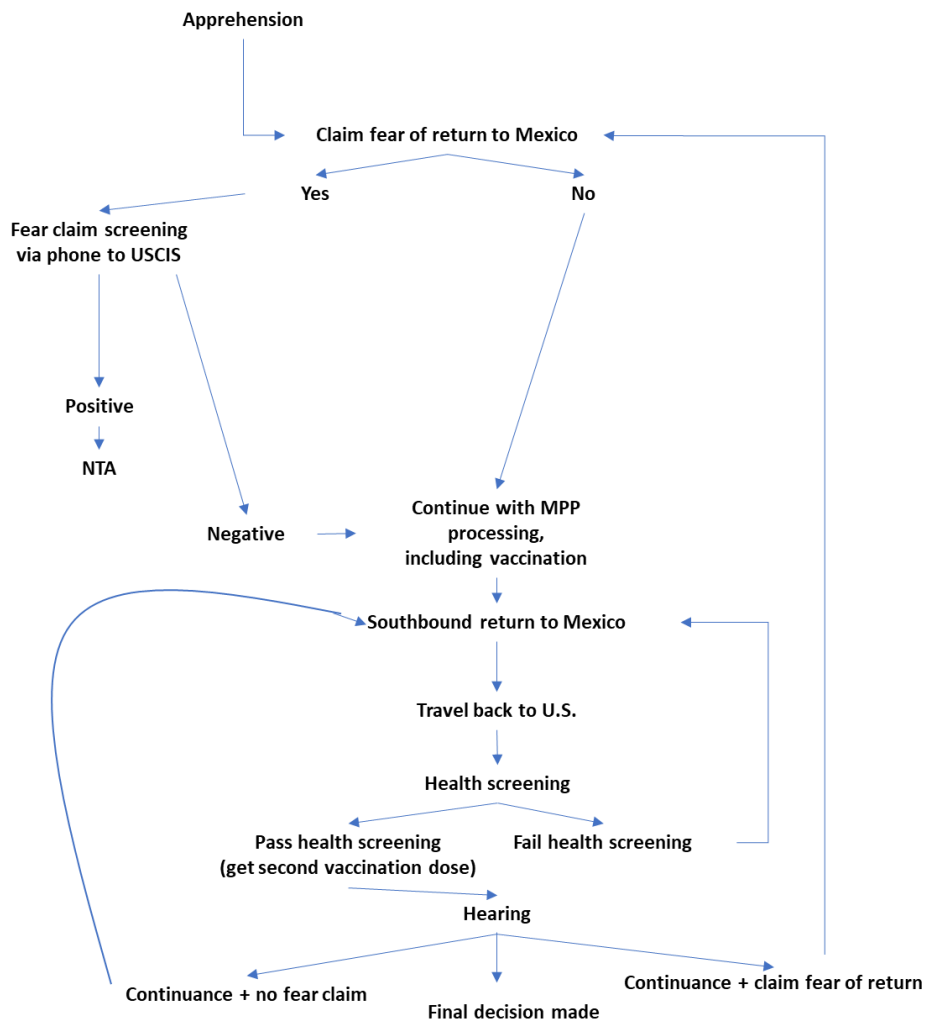 Apprehension
Claim fear of return to Mexico
Yes
No
Fear claim screening
via phone to USCIS
Positive
NTA
Negative
Continue with MPP
processing,
including vaccination
Southbound return to Mexico
Travel back to U.S.
Health screening
Pass health screening
(get second vaccination dose)
Fail health screening
Hearing
Continuance + no fear claim
Final decision made
Continuance + claim fear of return